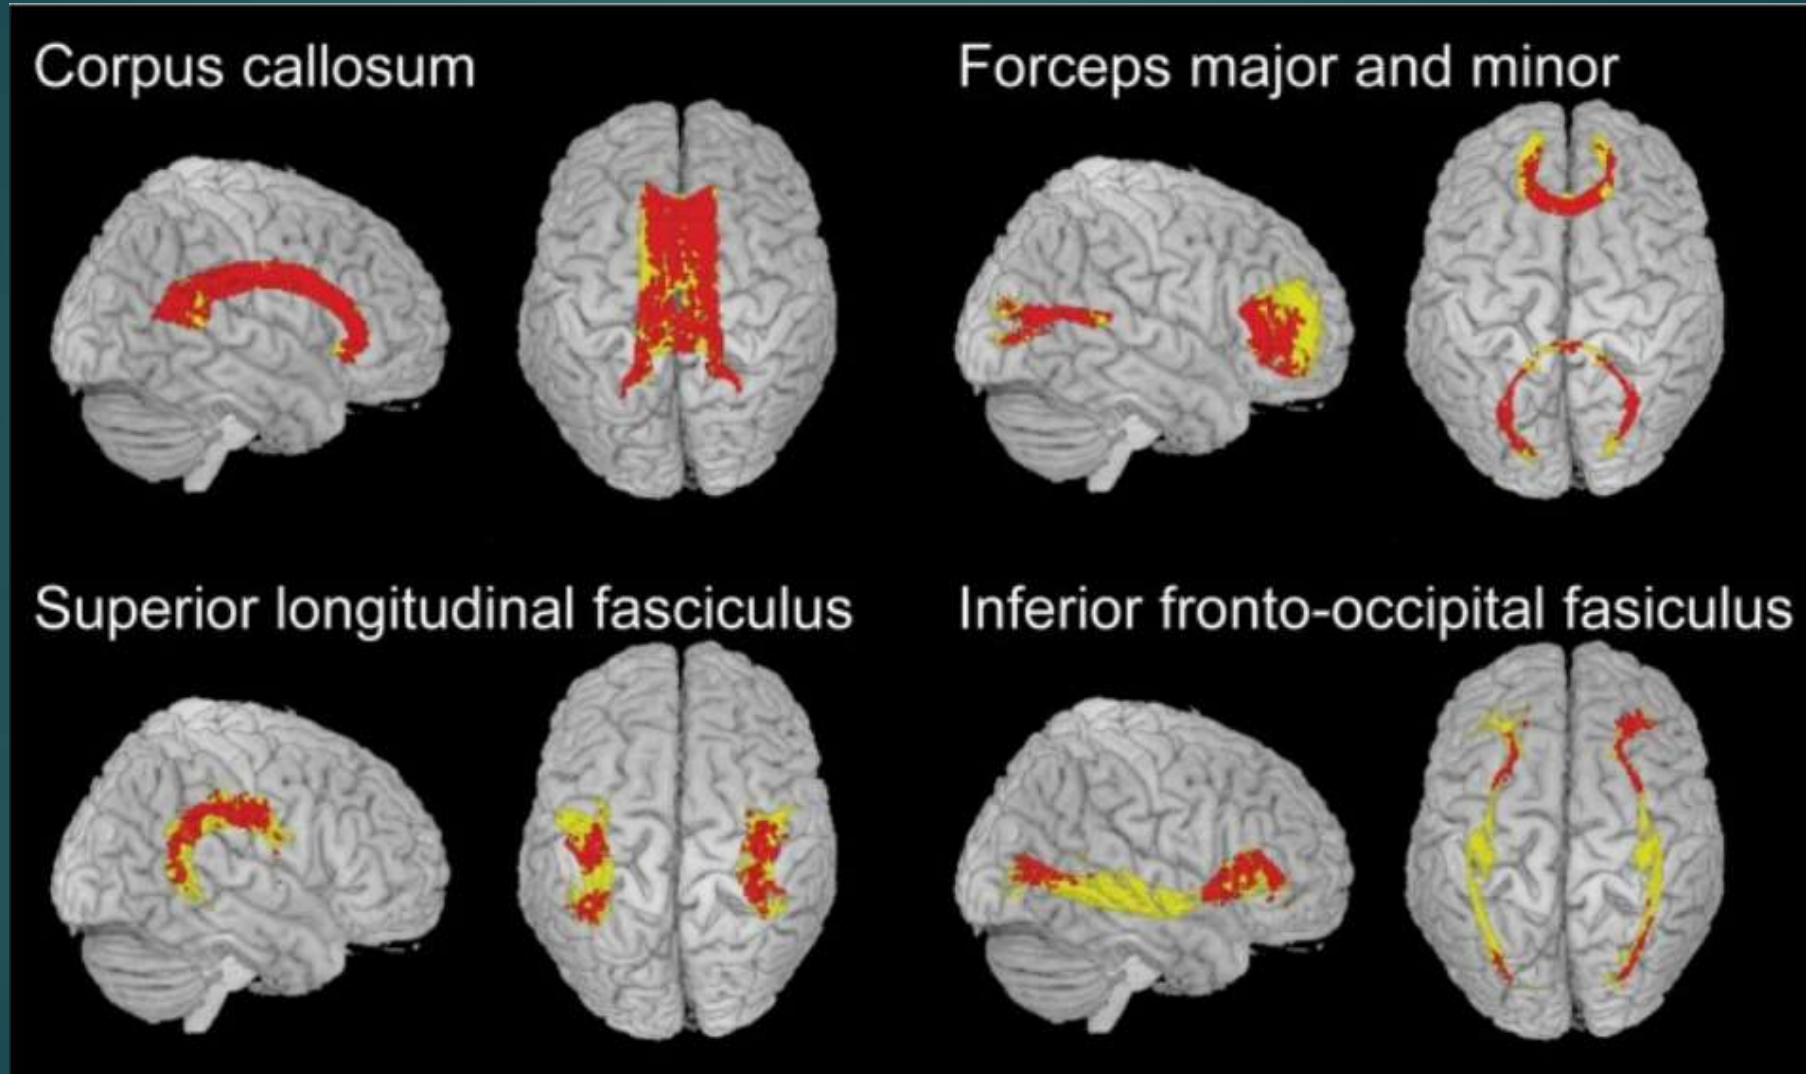 Corpus callosum
Forceps major and minor
Superior longitudinal fasciculus
Inferior fronto-occipital fasiculus